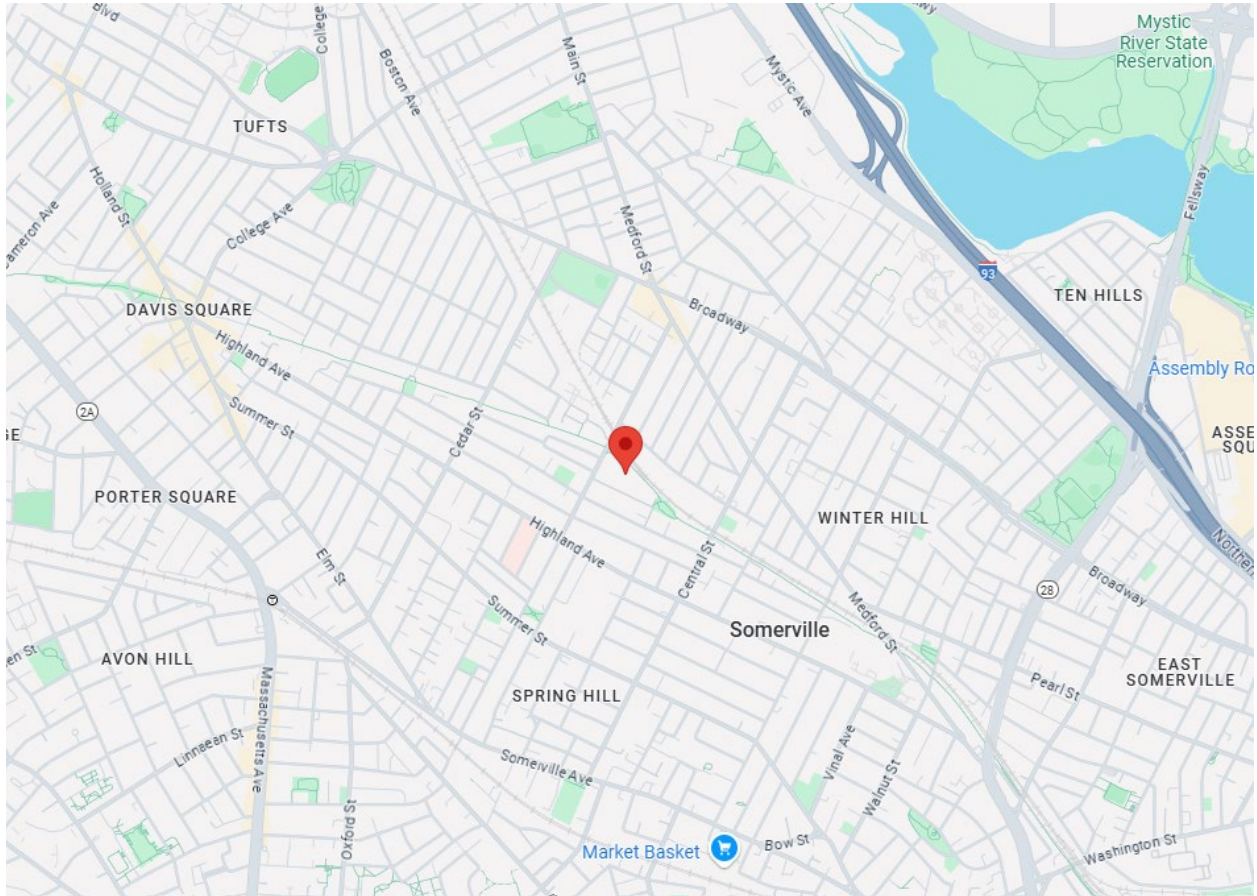 Blvd
College
Boston Ave
Main St
Mystic Ave
Mystic
River State
Reservation
TUFTS
Holland St
College Ave
Cameron Ave
Medford St
Fellsway
93
TEN HILLS
DAVIS SQUARE
Highland Ave
Broadway
Assembly Ro
2A
Summer St
Cedar St
ASSE
SQU
GE
PORTER SQUARE
WINTER HILL
Highland Ave
Elm St
Central St
Northern
28
Broadway
Summer St
Medford St
Somerville
en St
AVON HILL
EAST
SOMERVILLE
Pearl St
SPRING HILL
Massachusetts Ave
Linnaean St
Somerville Ave
Vinal Ave
Walnut St
Oxford St
Market Basket
Bow St
Washington St